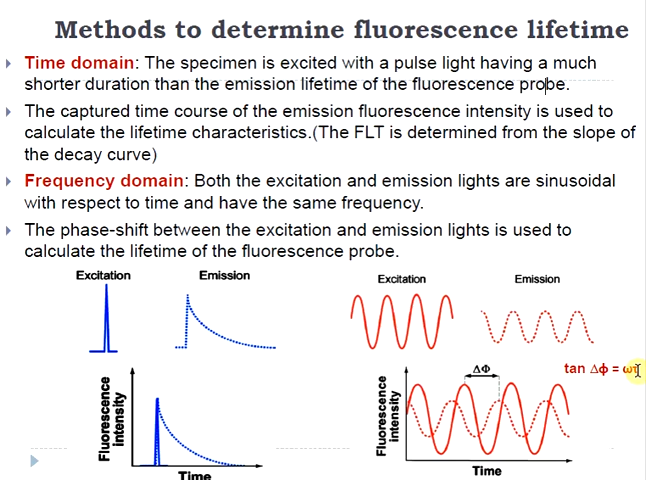 Methods to determine fluorescence lifetime
Time domain: The specimen is excited with a pulse light having a much
shorter duration than the emission lifetime of the fluorescence probe.
The captured time course of the emission fluorescence intensity is used to
calculate the lifetime characteristics.(The FLT is determined from the slope of
the decay curve)
Frequency domain: Both the excitation and emission lights are sinusoidal
with respect to time and have the same frequency.
The phase-shift between the excitation and emission lights is used to
calculate the lifetime of the fluorescence probe.
Excitation
Emission
Fluorescence
intensity
Time
Excitation
Emission
ΔΦ
tan Δϕ = ωτ
Fluorescence
intensity
Time